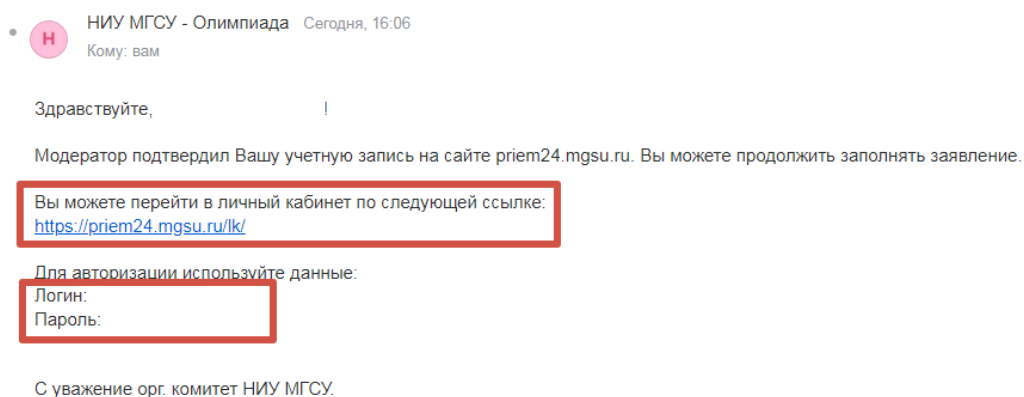 НИУ МГСУ - Олимпиада Сегодня, 16:06
Н
Кому: вам
Здравствуйте, !
Модератор подтвердил Вашу учетную запись на сайте priem24.mgsu.ru. Вы можете продолжить заполнять заявление.
Вы можете перейти в личный кабинет по следующей ссылке:
https://priem24.mgsu.ru/lk/
Для авторизации используйте данные:
Логин:
Пароль:
С уважение орг. комитет НИУ МГСУ.